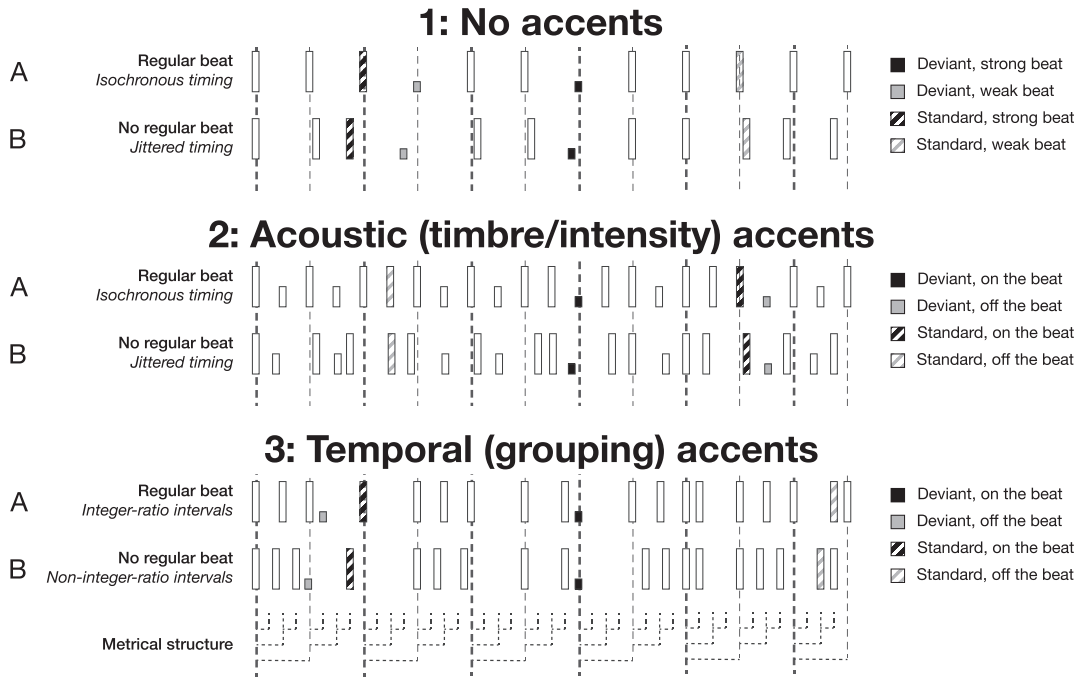 1: No accents
A
Regular beat
Isochronous timing
B
No regular beat
Jittered timing
Deviant, strong beat
Deviant, weak beat
Standard, strong beat
Standard, weak beat
2: Acoustic (timbre/intensity) accents
A
Regular beat
Isochronous timing
B
No regular beat
Jittered timing
Deviant, on the beat
Deviant, off the beat
Standard, on the beat
Standard, off the beat
3: Temporal (grouping) accents
A
Regular beat
Integer-ratio intervals
B
No regular beat
Non-integer-ratio intervals
Metrical structure
Deviant, on the beat
Deviant, off the beat
Standard, on the beat
Standard, off the beat